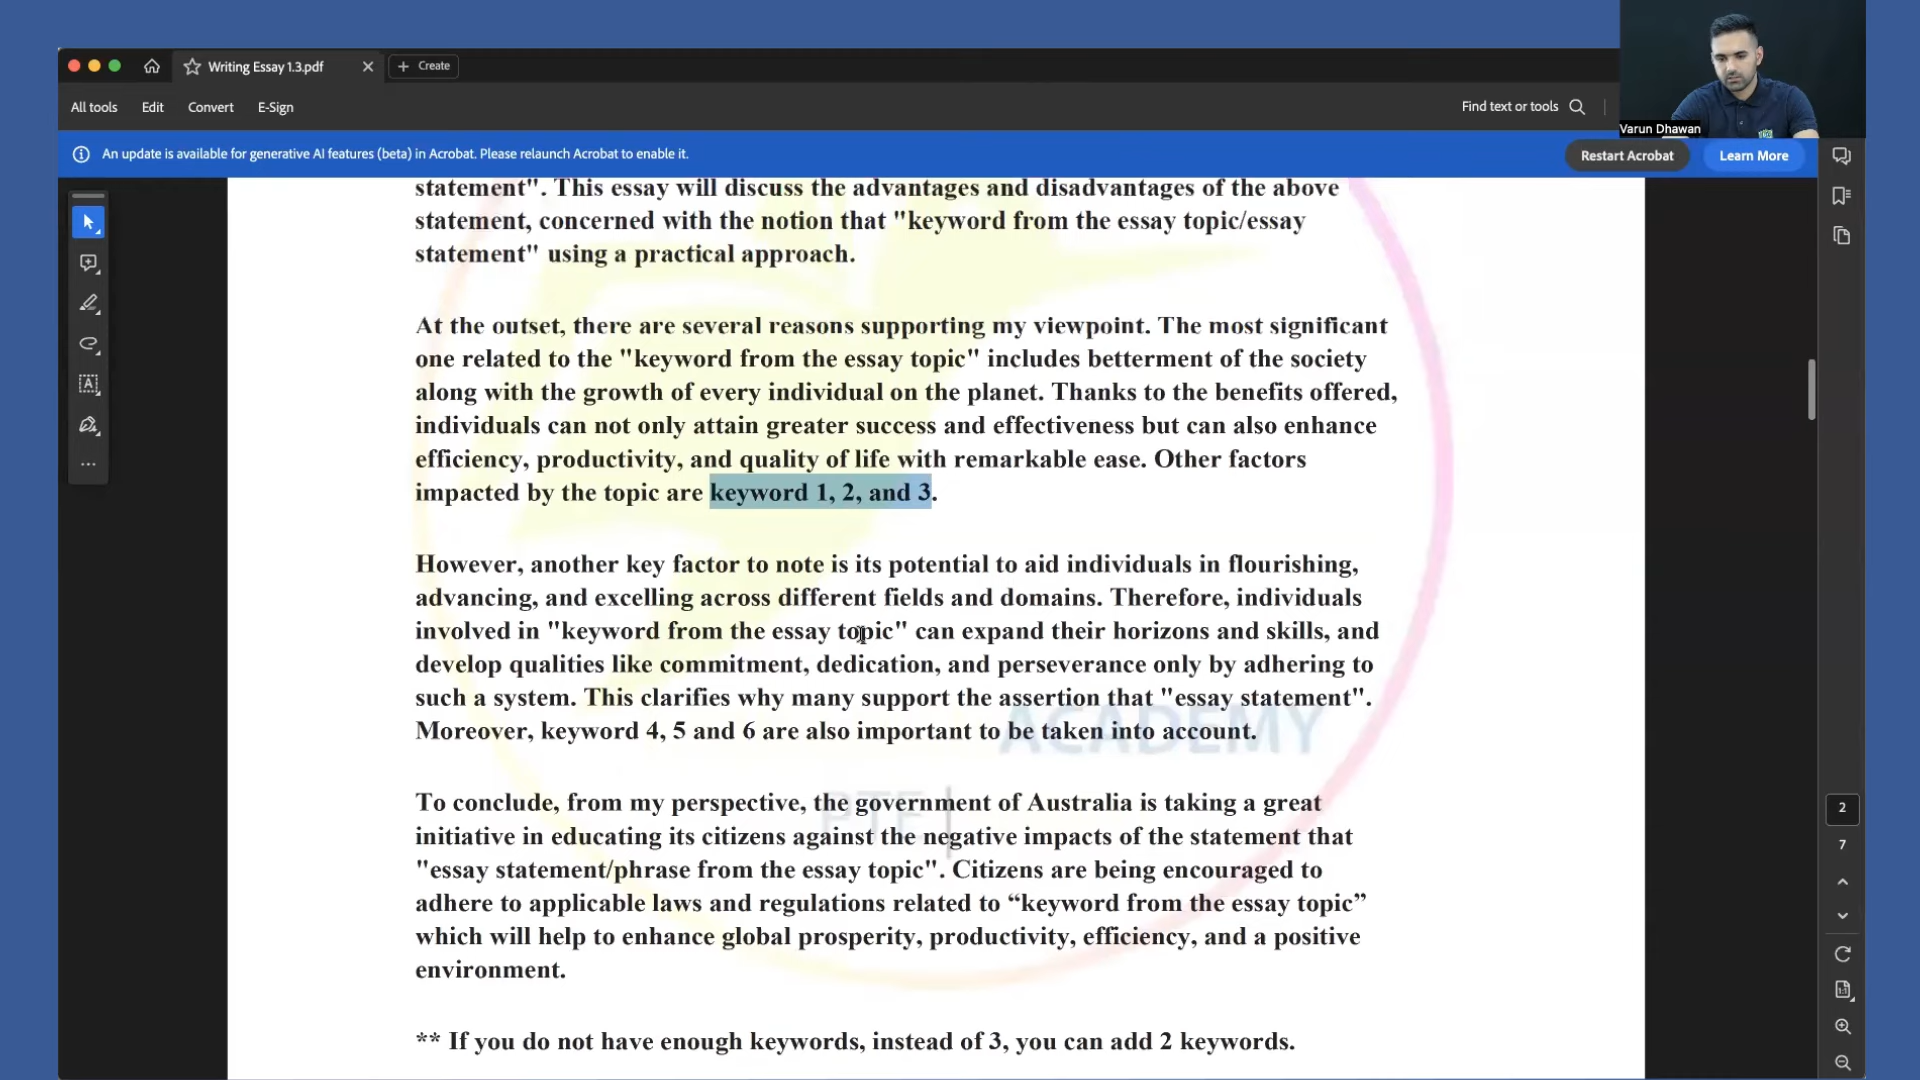 Writing Essay 1.3.pdf
Create
All tools
Edit
Convert
E-Sign
Find text or tools
Varun Dhawan
An update is available for generative AI features (beta) in Acrobat. Please relaunch Acrobat to enable it.
Restart Acrobat
Learn More
statement". This essay will discuss the advantages and disadvantages of the above
statement, concerned with the notion that "keyword from the essay topic/essay
statement" using a practical approach.
At the outset, there are several reasons supporting my viewpoint. The most significant
one related to the "keyword from the essay topic" includes betterment of the society
along with the growth of every individual on the planet. Thanks to the benefits offered,
individuals can not only attain greater success and effectiveness but can also enhance
efficiency, productivity, and quality of life with remarkable ease. Other factors
impacted by the topic are keyword 1, 2, and 3.
However, another key factor to note is its potential to aid individuals in flourishing,
advancing, and excelling across different fields and domains. Therefore, individuals
involved in "keyword from the essay topic" can expand their horizons and skills, and
develop qualities like commitment, dedication, and perseverance only by adhering to
such a system. This clarifies why many support the assertion that "essay statement".
Moreover, keyword 4, 5 and 6 are also important to be taken into account.
ACADEMY
To conclude, from my perspective, the government of Australia is taking a great
PTE |
initiative in educating its citizens against the negative impacts of the statement that
"essay statement/phrase from the essay topic". Citizens are being encouraged to
adhere to applicable laws and regulations related to “keyword from the essay topic”
which will help to enhance global prosperity, productivity, efficiency, and a positive
environment.
** If you do not have enough keywords, instead of 3, you can add 2 keywords.
2
7